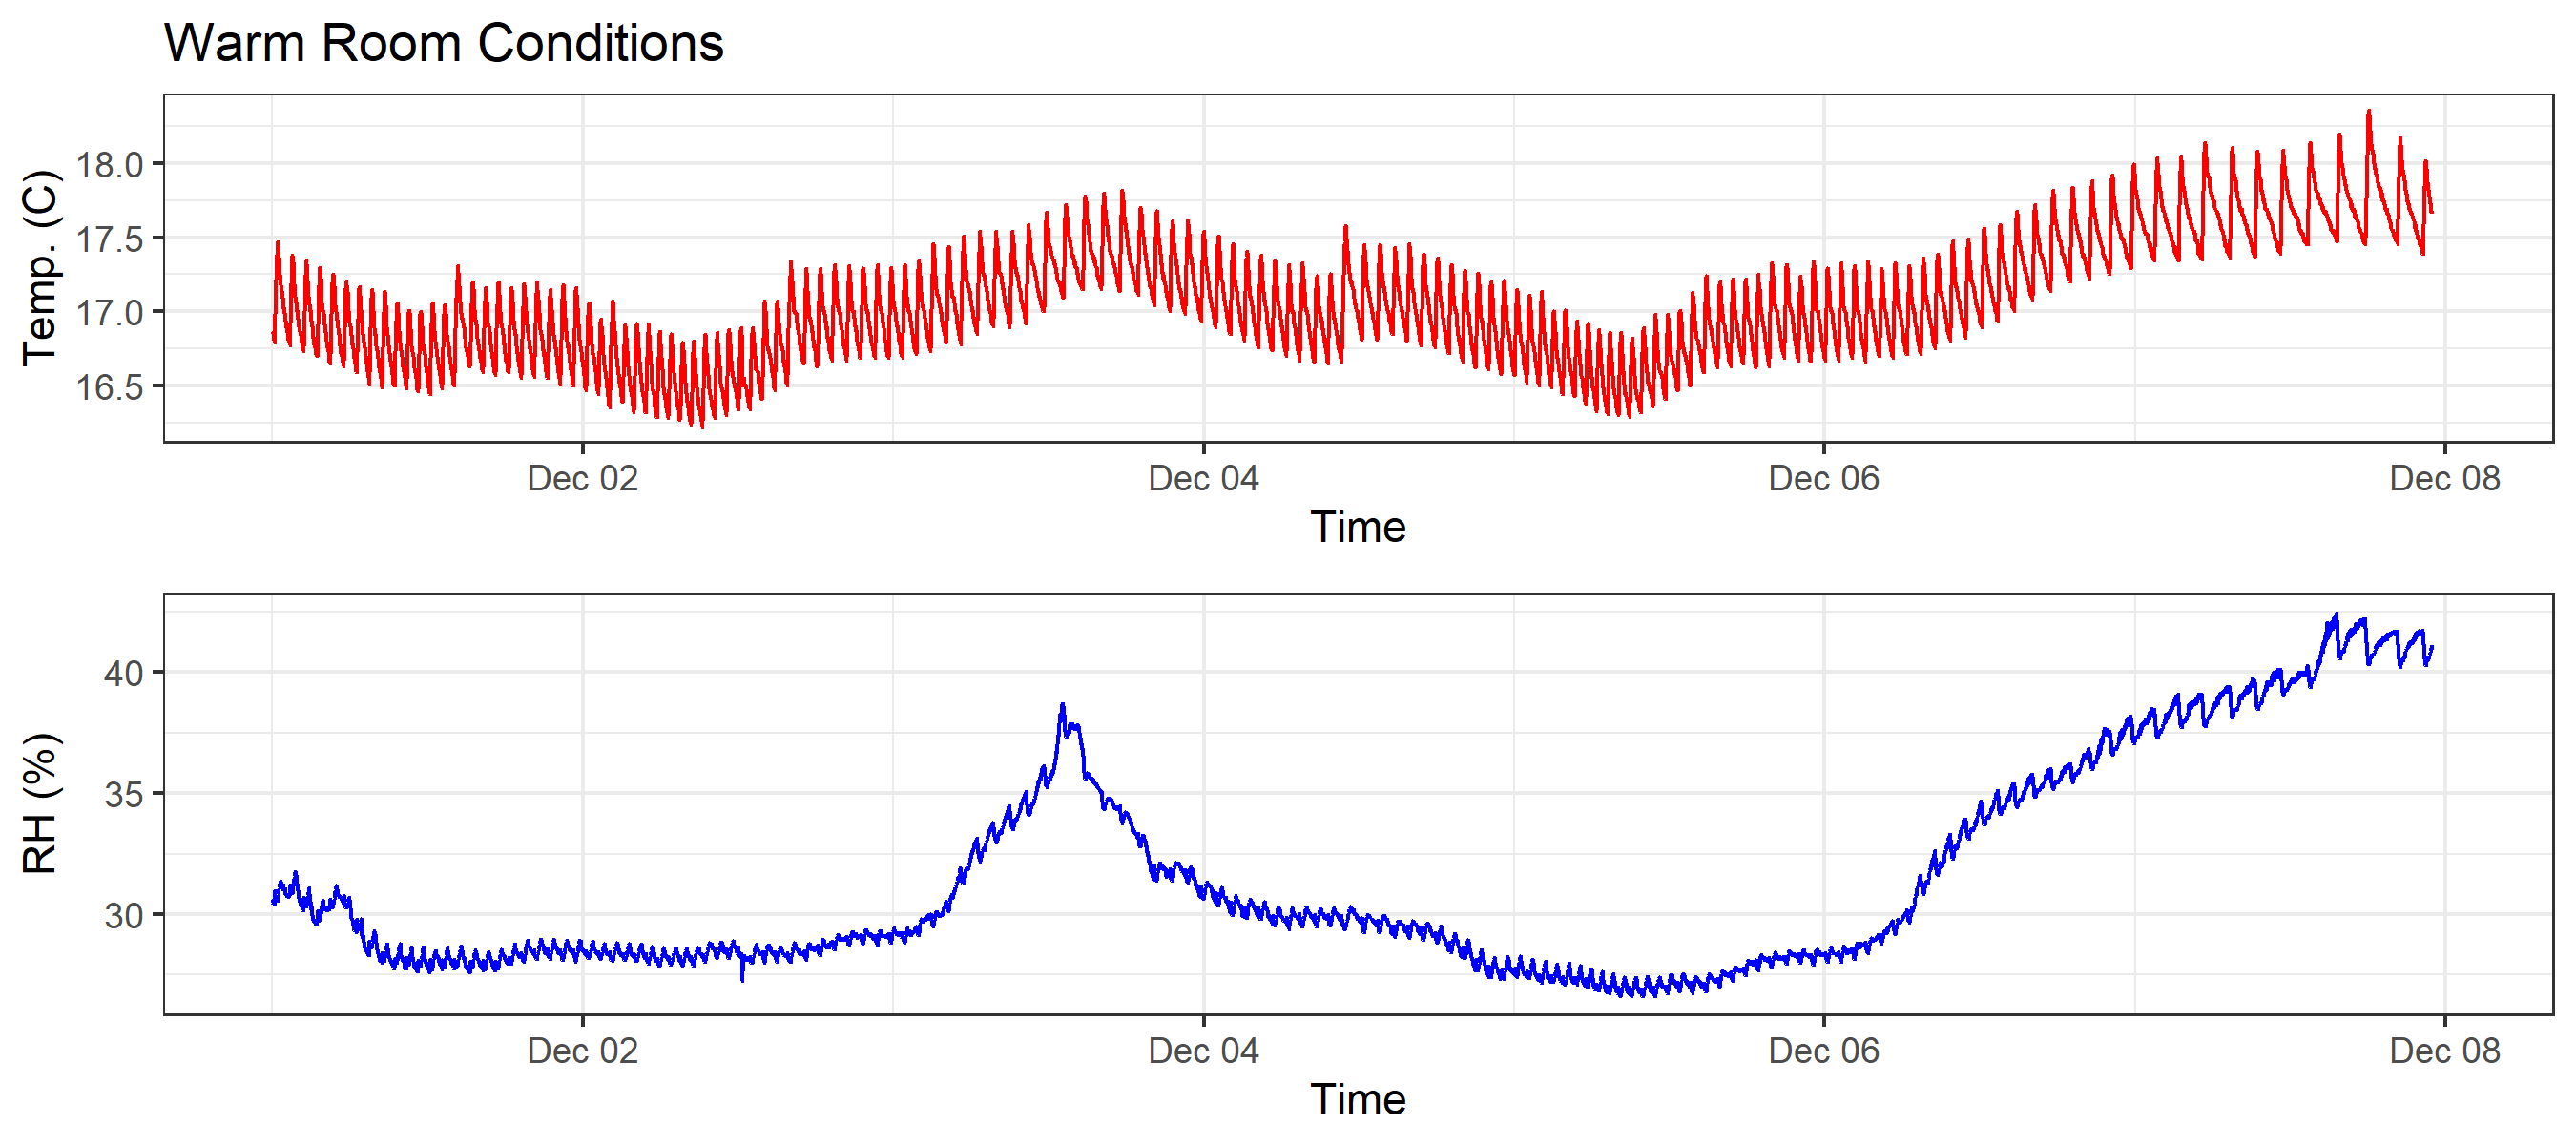 Warm Room Conditions
Temp. (C)
18.0
17.5
17.0
16.5
Dec 02 Dec 04 Dec 06 Dec 08
Time
RH (%)
40
35
30
Dec 02 Dec 04 Dec 06 Dec 08
Time